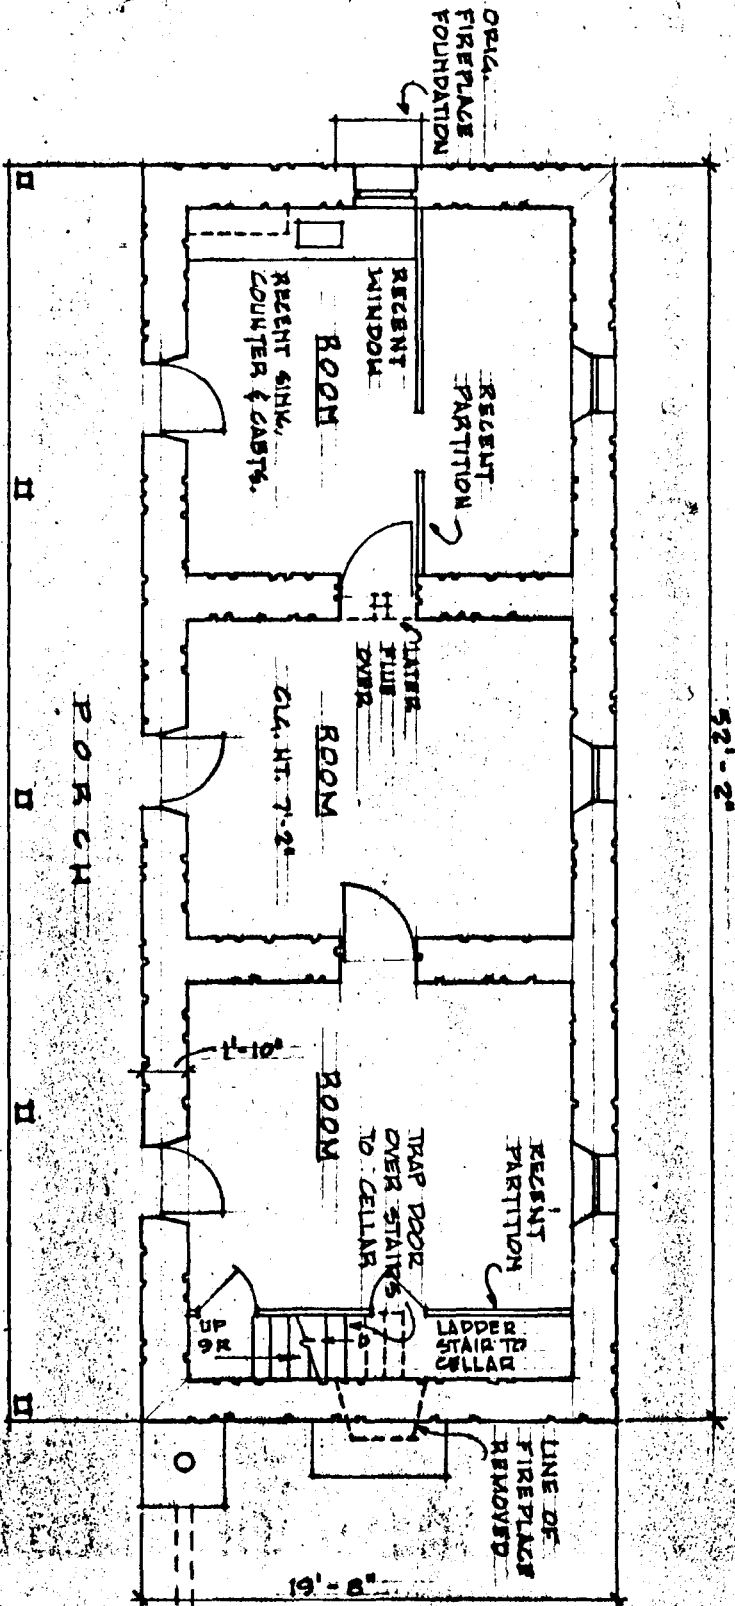 ORIG.
FIREPLACE
FOUNDATION
RECENT
WINDOW
ROOM
RECENT SINK,
COUNTER & CABTS.
RECENT
PARTITION
LATER
FLUE
OVER
ROOM
CLG. HT. 7'-2"
52'-2"
PORCH
1'-10"
ROOM
TRAP DOOR
OVER STAIRS
TO CELLAR
RECENT
PARTITION
UP
9R
LADDER
STAIR TO
CELLAR
LINE OF
FIREPLACE
REMOVED
19'-8"